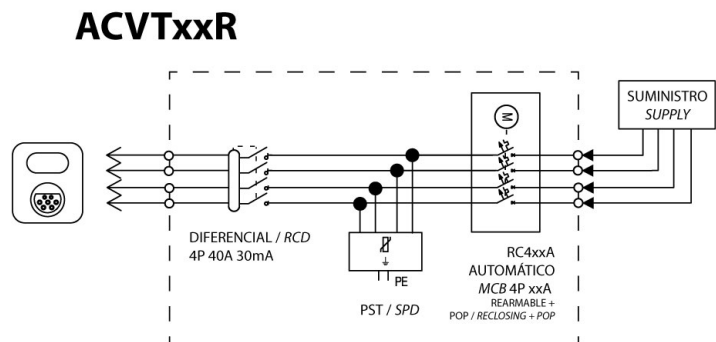 ACVTxxR
SUMINISTRO
SUPPLY
M
DIFERENCIAL / RCD
4P 40A 30mA
PE
PST / SPD
RC4xxA
AUTOMÁTICO
MCB 4P xxA
REARMABLE +
POP / RECLOSING + POP